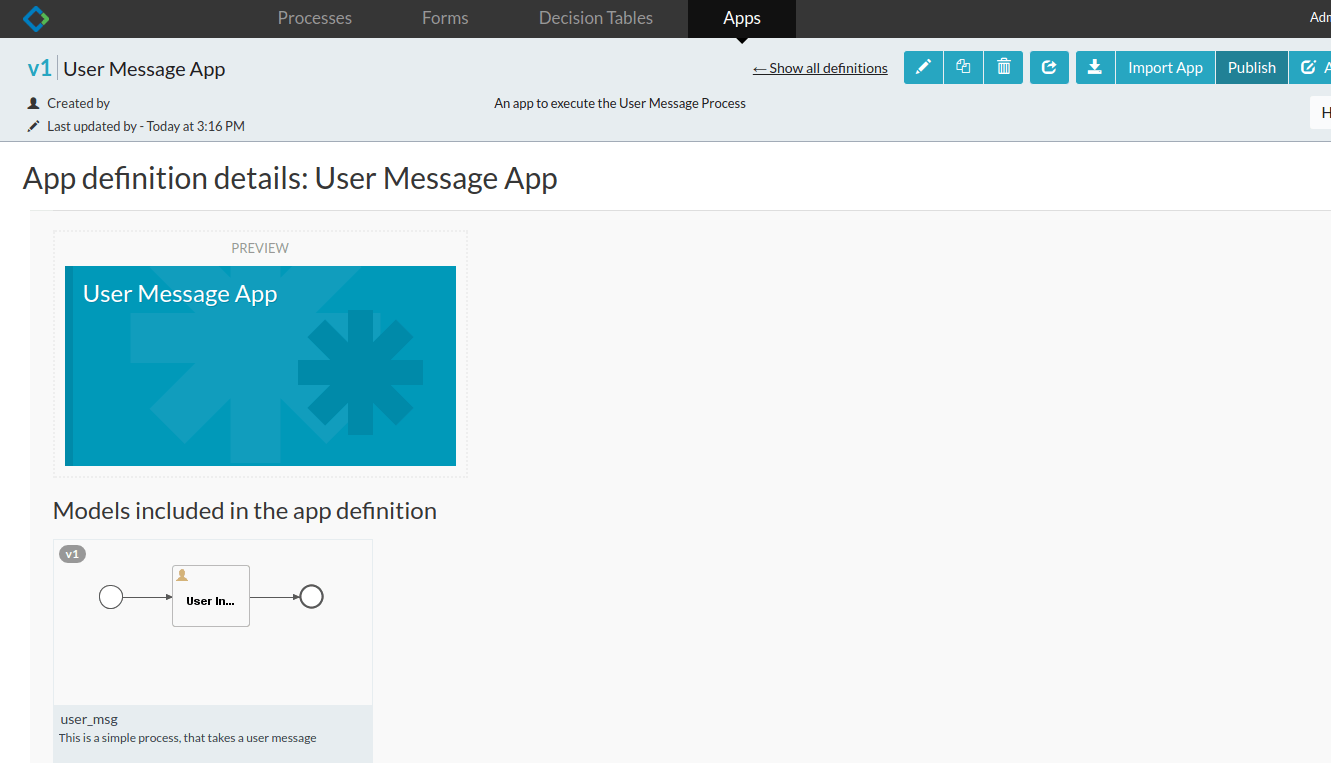 Processes Forms Decision Tables Apps
v1 User Message App ← Show all definitions Import App Publish
Created by An app to execute the User Message Process
Last updated by - Today at 3:16 PM
App definition details: User Message App
PREVIEW
User Message App
Models included in the app definition
v1
User In...
user_msg
This is a simple process, that takes a user message